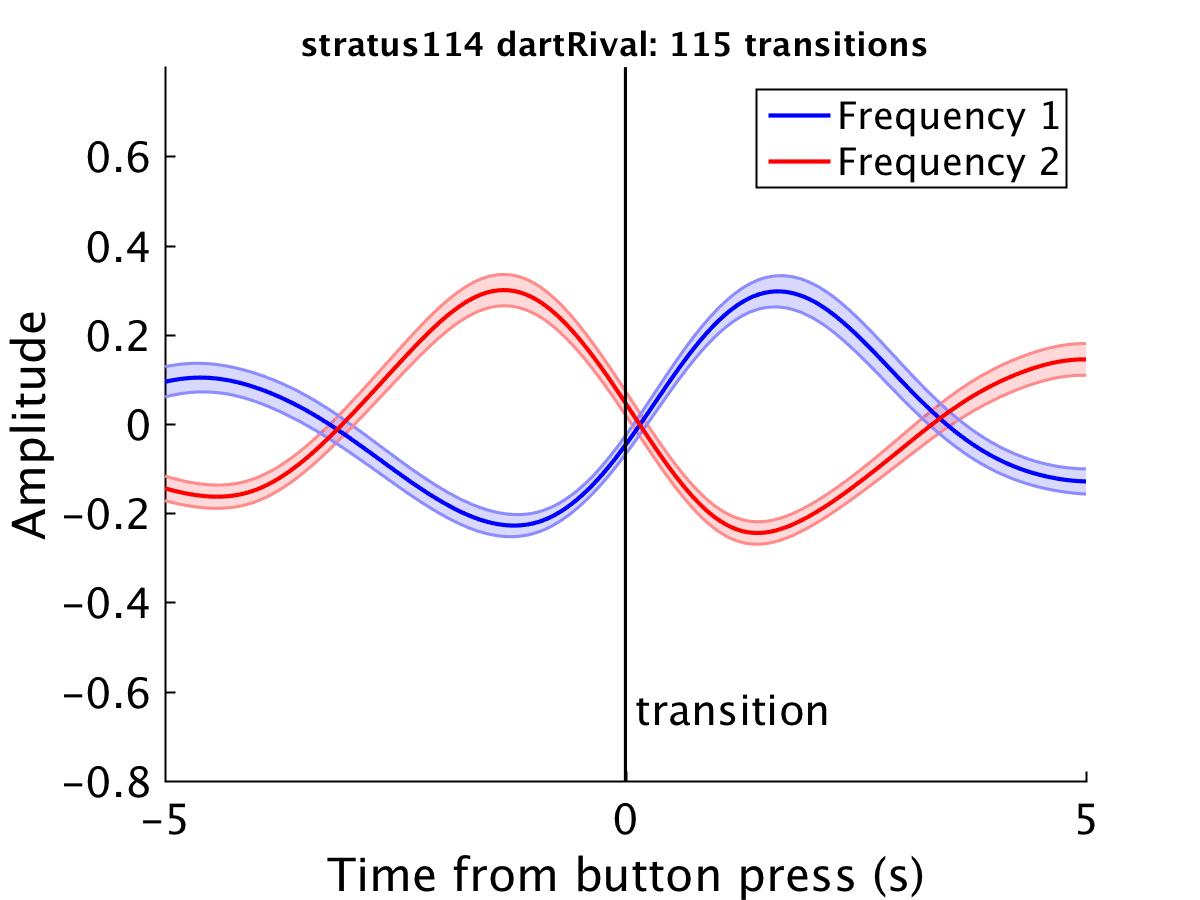 stratus114 dartRival: 115 transitions
Frequency 1
Frequency 2
0.6
0.4
0.2
0
−0.2
−0.4
−0.6
−0.8
Amplitude
transition
−5
0
5
Time from button press (s)